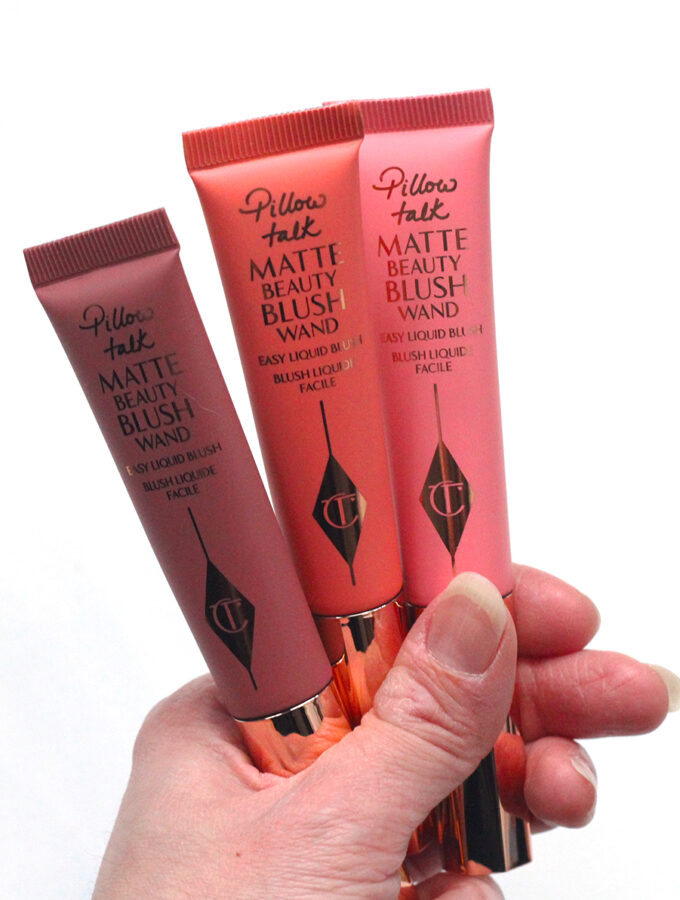 Pillow
talk
MATTE
BEAUTY
BLUSH
WAND
EASY LIQUID BLUSH
BLUSH LIQUIDE
FACILE
Pillow
talk
MATTE
BEAUTY
BLUSH
WAND
EASY LIQUID BLUSH
BLUSH LIQUIDE
FACILE
Pillow
talk
MATTE
BEAUTY
BLUSH
WAND
EASY LIQUID BLUSH
BLUSH LIQUIDE
FACILE
CT
CT
CT